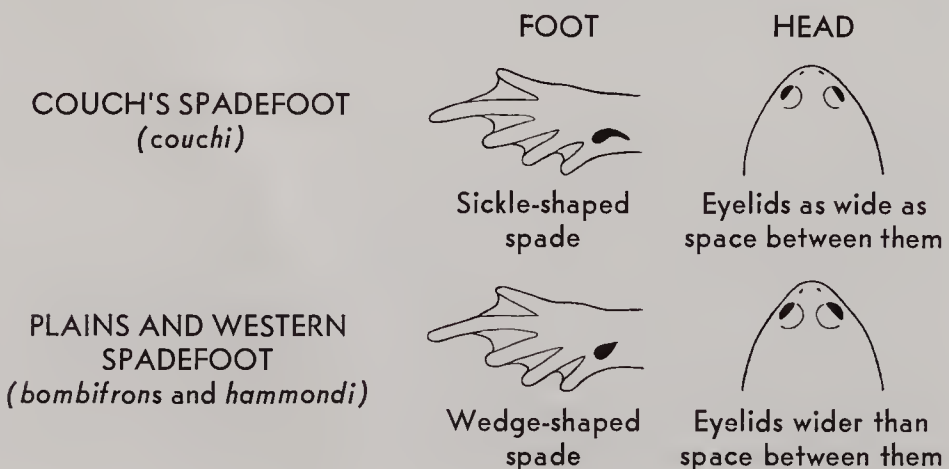 FOOT
HEAD
COUCH'S SPADEFOOT
(couchi)
Sickle-shaped
spade
Eyelids as wide as
space between them
PLAINS AND WESTERN
SPADEFOOT
(bombifrons and hammondi)
Wedge-shaped
spade
Eyelids wider than
space between them